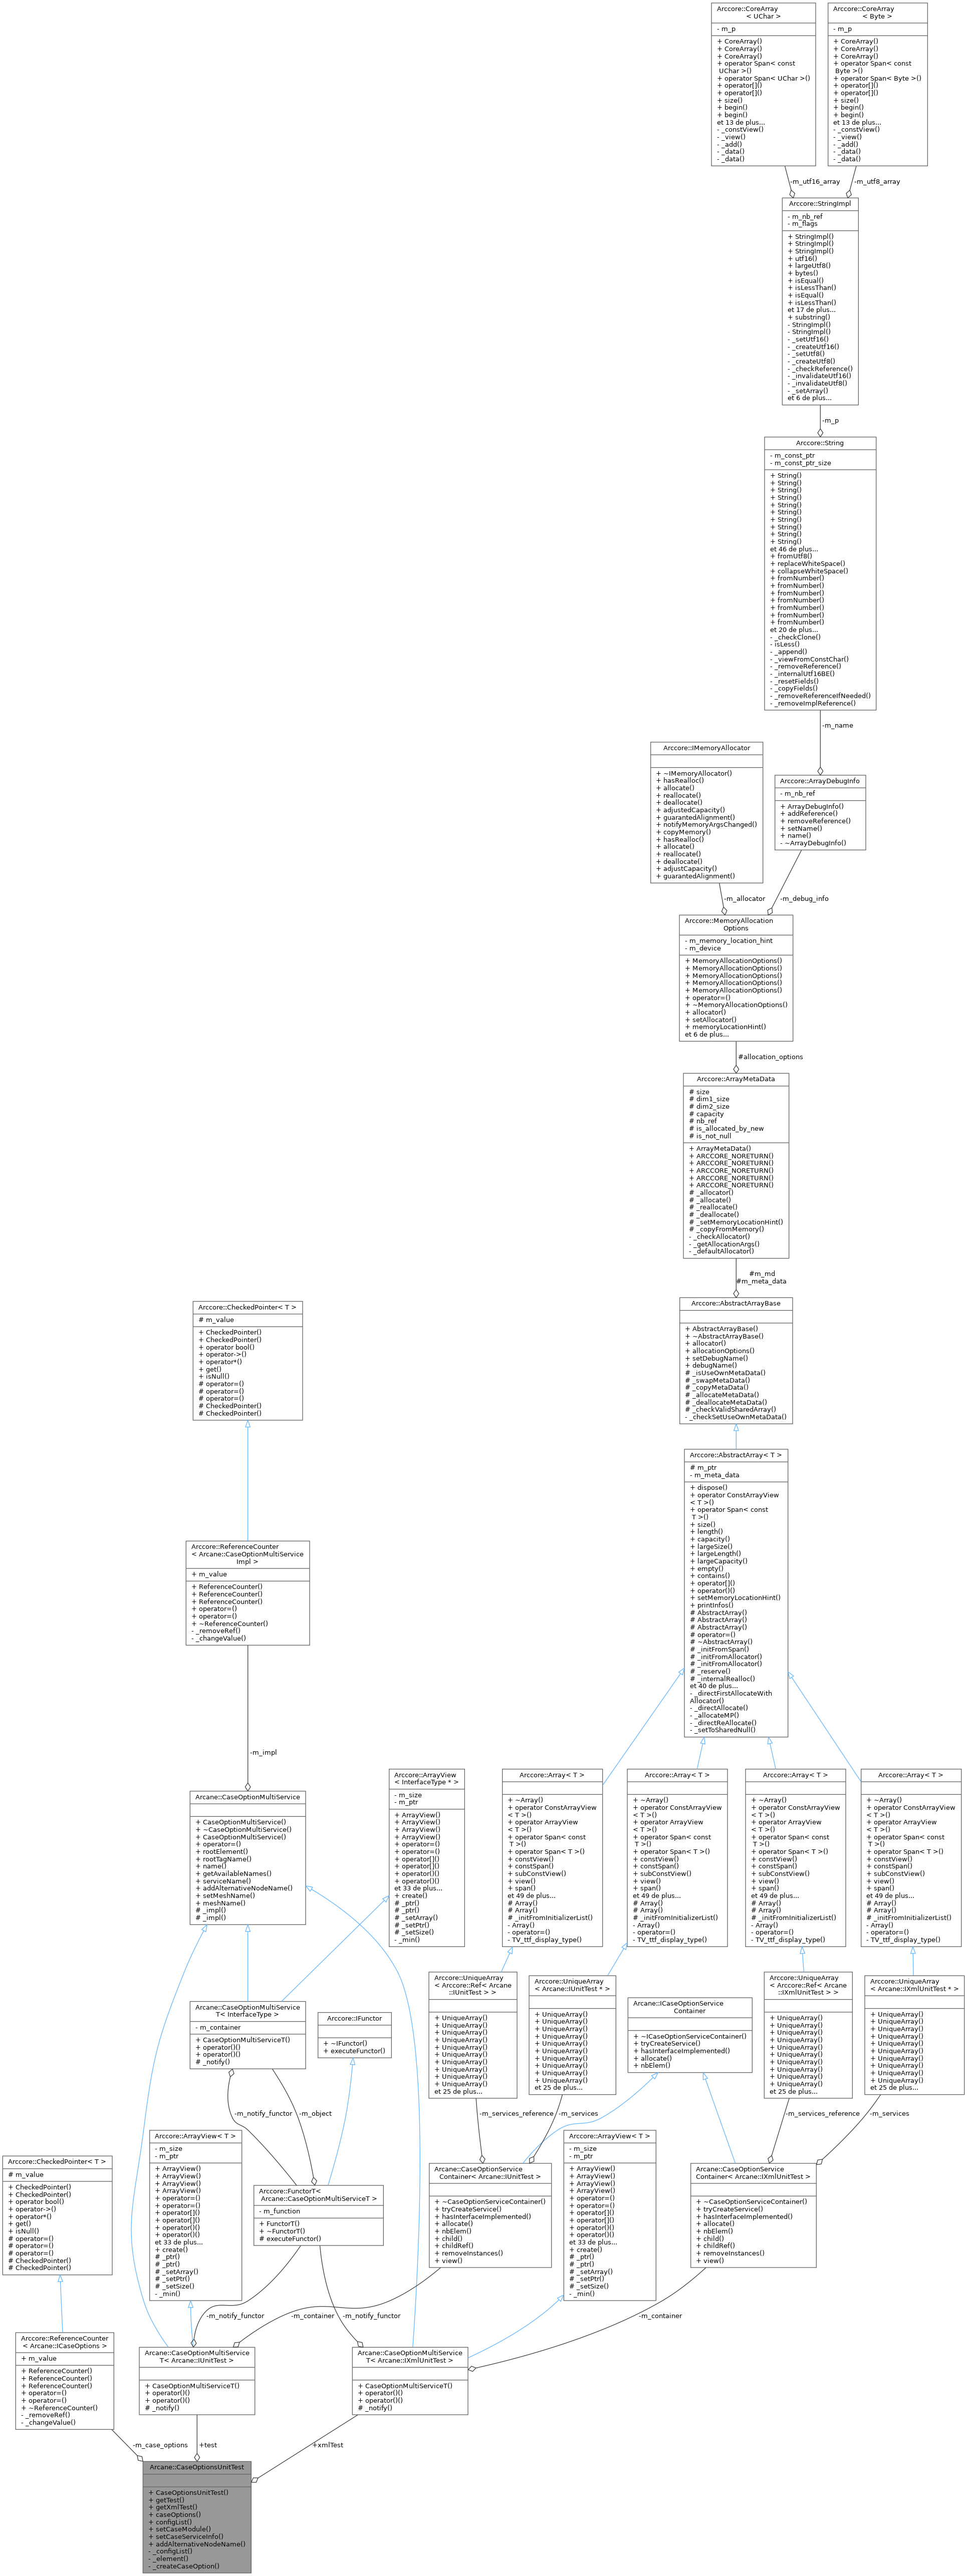 Arccore::CoreArray
< UChar >
- m_p
+ CoreArray()
+ CoreArray()
+ CoreArray()
+ operator Span< const
UChar >()
+ operator Span< UChar >()
+ operator[]()
+ operator[]()
+ size()
+ begin()
+ begin()
et 13 de plus...
- _constView()
- _view()
- _add()
- _data()
- _data()
Arccore::CoreArray
< Byte >
- m_p
+ CoreArray()
+ CoreArray()
+ CoreArray()
+ operator Span< const
Byte >()
+ operator Span< Byte >()
+ operator[]()
+ operator[]()
+ size()
+ begin()
+ begin()
et 13 de plus...
- _constView()
- _view()
- _add()
- _data()
- _data()
-m_utf16_array
-m_utf8_array
Arccore::StringImpl
- m_nb_ref
- m_flags
+ StringImpl()
+ StringImpl()
+ StringImpl()
+ utf16()
+ largeUtf8()
+ bytes()
+ isEqual()
+ isLessThan()
+ isEqual()
+ isLessThan()
et 17 de plus...
+ substring()
- StringImpl()
- StringImpl()
- _setUtf16()
- _createUtf16()
- _setUtf8()
- _createUtf8()
- _checkReference()
- _invalidateUtf16()
- _invalidateUtf8()
- _setArray()
et 6 de plus...
-m_p
Arccore::String
- m_const_ptr
- m_const_ptr_size
+ String()
+ String()
+ String()
+ String()
+ String()
+ String()
+ String()
+ String()
+ String()
+ String()
et 46 de plus...
+ fromUtf8()
+ replaceWhiteSpace()
+ collapseWhiteSpace()
+ fromNumber()
+ fromNumber()
+ fromNumber()
+ fromNumber()
+ fromNumber()
+ fromNumber()
+ fromNumber()
et 20 de plus...
- _checkClone()
- isLess()
- _append()
- _viewFromConstChar()
- _removeReference()
- _internalUtf16BE()
- _resetFields()
- _copyFields()
- _removeReferenceIfNeeded()
- _removeImplReference()
-m_name
Arccore::IMemoryAllocator
+ ~IMemoryAllocator()
+ hasRealloc()
+ allocate()
+ reallocate()
+ deallocate()
+ adjustedCapacity()
+ guarantedAlignment()
+ notifyMemoryArgsChanged()
+ copyMemory()
+ hasRealloc()
+ allocate()
+ reallocate()
+ deallocate()
+ adjustCapacity()
+ guarantedAlignment()
Arccore::ArrayDebugInfo
- m_nb_ref
+ ArrayDebugInfo()
+ addReference()
+ removeReference()
+ setName()
+ name()
- ~ArrayDebugInfo()
-m_allocator
-m_debug_info
Arccore::MemoryAllocation
Options
- m_memory_location_hint
- m_device
+ MemoryAllocationOptions()
+ MemoryAllocationOptions()
+ MemoryAllocationOptions()
+ MemoryAllocationOptions()
+ MemoryAllocationOptions()
+ operator=()
+ ~MemoryAllocationOptions()
+ allocator()
+ setAllocator()
+ memoryLocationHint()
et 6 de plus...
#allocation_options
Arccore::ArrayMetaData
# size
# dim1_size
# dim2_size
# capacity
# nb_ref
# is_allocated_by_new
# is_not_null
+ ArrayMetaData()
+ ARCCORE_NORETURN()
+ ARCCORE_NORETURN()
+ ARCCORE_NORETURN()
+ ARCCORE_NORETURN()
+ ARCCORE_NORETURN()
# _allocator()
# _allocate()
# _reallocate()
# _deallocate()
# _setMemoryLocationHint()
# _copyFromMemory()
- _checkAllocator()
- _getAllocationArgs()
- _defaultAllocator()
#m_md
#m_meta_data
Arccore::AbstractArrayBase
+ AbstractArrayBase()
+ ~AbstractArrayBase()
+ allocator()
+ allocationOptions()
+ setDebugName()
+ debugName()
# _isUseOwnMetaData()
# _swapMetaData()
# _copyMetaData()
# _allocateMetaData()
# _deallocateMetaData()
# _checkValidSharedArray()
- _checkSetUseOwnMetaData()
Arccore::CheckedPointer< T >
# m_value
+ CheckedPointer()
+ CheckedPointer()
+ operator bool()
+ operator->()
+ operator*()
+ get()
+ isNull()
# operator=()
# operator=()
# operator=()
# CheckedPointer()
# CheckedPointer()
Arccore::AbstractArray< T >
# m_ptr
- m_meta_data
+ dispose()
+ operator ConstArrayView
< T >()
+ operator Span< const
T >()
+ size()
+ length()
+ capacity()
+ largeSize()
+ largeLength()
+ largeCapacity()
+ empty()
+ contains()
+ operator[]()
+ operator()()
+ setMemoryLocationHint()
+ printInfos()
# AbstractArray()
# AbstractArray()
# AbstractArray()
# operator=()
# ~AbstractArray()
# _initFromSpan()
# _initFromAllocator()
# _initFromAllocator()
# _reserve()
# _internalRealloc()
et 40 de plus...
- _directFirstAllocateWith
Allocator()
- _directAllocate()
- _allocateMP()
- _directReAllocate()
- _setToSharedNull()
Arccore::ReferenceCounter
< Arcane::CaseOptionMultiService
Impl >
+ m_value
+ ReferenceCounter()
+ ReferenceCounter()
+ ReferenceCounter()
+ operator=()
+ operator=()
+ ~ReferenceCounter()
- _removeRef()
- _changeValue()
-m_impl
Arcane::CaseOptionMultiService
+ CaseOptionMultiService()
+ ~CaseOptionMultiService()
+ CaseOptionMultiService()
+ operator=()
+ rootElement()
+ rootTagName()
+ name()
+ getAvailableNames()
+ serviceName()
+ addAlternativeNodeName()
+ setMeshName()
+ meshName()
# _impl()
# _impl()
Arccore::ArrayView
< InterfaceType * >
- m_size
- m_ptr
+ ArrayView()
+ ArrayView()
+ ArrayView()
+ ArrayView()
+ operator=()
+ operator=()
+ operator[]()
+ operator[]()
+ operator()()
+ operator()()
et 33 de plus...
+ create()
# _ptr()
# _ptr()
# _setArray()
# _setPtr()
# _setSize()
- _min()
Arccore::Array< T >
+ ~Array()
+ operator ConstArrayView
< T >()
+ operator ArrayView
< T >()
+ operator Span< const
T >()
+ operator Span< T >()
+ constView()
+ constSpan()
+ subConstView()
+ view()
+ span()
et 49 de plus...
# Array()
# Array()
# _initFromInitializerList()
- Array()
- operator=()
- TV_ttf_display_type()
Arccore::Array< T >
+ ~Array()
+ operator ConstArrayView
< T >()
+ operator ArrayView
< T >()
+ operator Span< const
T >()
+ operator Span< T >()
+ constView()
+ constSpan()
+ subConstView()
+ view()
+ span()
et 49 de plus...
# Array()
# Array()
# _initFromInitializerList()
- Array()
- operator=()
- TV_ttf_display_type()
Arccore::Array< T >
+ ~Array()
+ operator ConstArrayView
< T >()
+ operator ArrayView
< T >()
+ operator Span< const
T >()
+ operator Span< T >()
+ constView()
+ constSpan()
+ subConstView()
+ view()
+ span()
et 49 de plus...
# Array()
# Array()
# _initFromInitializerList()
- Array()
- operator=()
- TV_ttf_display_type()
Arccore::Array< T >
+ ~Array()
+ operator ConstArrayView
< T >()
+ operator ArrayView
< T >()
+ operator Span< const
T >()
+ operator Span< T >()
+ constView()
+ constSpan()
+ subConstView()
+ view()
+ span()
et 49 de plus...
# Array()
# Array()
# _initFromInitializerList()
- Array()
- operator=()
- TV_ttf_display_type()
Arcane::CaseOptionMultiService
T< InterfaceType >
- m_container
+ CaseOptionMultiServiceT()
+ operator()()
+ operator()()
# _notify()
Arccore::IFunctor
+ ~IFunctor()
+ executeFunctor()
Arccore::UniqueArray
< Arccore::Ref< Arcane
::IUnitTest > >
+ UniqueArray()
+ UniqueArray()
+ UniqueArray()
+ UniqueArray()
+ UniqueArray()
+ UniqueArray()
+ UniqueArray()
+ UniqueArray()
+ UniqueArray()
+ UniqueArray()
et 25 de plus...
Arccore::UniqueArray
< Arcane::IUnitTest * >
+ UniqueArray()
+ UniqueArray()
+ UniqueArray()
+ UniqueArray()
+ UniqueArray()
+ UniqueArray()
+ UniqueArray()
+ UniqueArray()
+ UniqueArray()
+ UniqueArray()
et 25 de plus...
Arcane::ICaseOptionService
Container
+ ~ICaseOptionServiceContainer()
+ tryCreateService()
+ hasInterfaceImplemented()
+ allocate()
+ nbElem()
Arccore::UniqueArray
< Arccore::Ref< Arcane
::IXmlUnitTest > >
+ UniqueArray()
+ UniqueArray()
+ UniqueArray()
+ UniqueArray()
+ UniqueArray()
+ UniqueArray()
+ UniqueArray()
+ UniqueArray()
+ UniqueArray()
+ UniqueArray()
et 25 de plus...
Arccore::UniqueArray
< Arcane::IXmlUnitTest * >
+ UniqueArray()
+ UniqueArray()
+ UniqueArray()
+ UniqueArray()
+ UniqueArray()
+ UniqueArray()
+ UniqueArray()
+ UniqueArray()
+ UniqueArray()
+ UniqueArray()
et 25 de plus...
-m_notify_functor
-m_object
-m_services_reference
-m_services
-m_services_reference
-m_services
Arccore::CheckedPointer< T >
# m_value
+ CheckedPointer()
+ CheckedPointer()
+ operator bool()
+ operator->()
+ operator*()
+ get()
+ isNull()
# operator=()
# operator=()
# operator=()
# CheckedPointer()
# CheckedPointer()
Arccore::ArrayView< T >
- m_size
- m_ptr
+ ArrayView()
+ ArrayView()
+ ArrayView()
+ ArrayView()
+ operator=()
+ operator=()
+ operator[]()
+ operator[]()
+ operator()()
+ operator()()
et 33 de plus...
+ create()
# _ptr()
# _ptr()
# _setArray()
# _setPtr()
# _setSize()
- _min()
Arccore::FunctorT<
Arcane::CaseOptionMultiServiceT >
- m_function
+ FunctorT()
+ ~FunctorT()
# executeFunctor()
Arcane::CaseOptionService
Container< Arcane::IUnitTest >
+ ~CaseOptionServiceContainer()
+ tryCreateService()
+ hasInterfaceImplemented()
+ allocate()
+ nbElem()
+ child()
+ childRef()
+ removeInstances()
+ view()
Arccore::ArrayView< T >
- m_size
- m_ptr
+ ArrayView()
+ ArrayView()
+ ArrayView()
+ ArrayView()
+ operator=()
+ operator=()
+ operator[]()
+ operator[]()
+ operator()()
+ operator()()
et 33 de plus...
+ create()
# _ptr()
# _ptr()
# _setArray()
# _setPtr()
# _setSize()
- _min()
Arcane::CaseOptionService
Container< Arcane::IXmlUnitTest >
+ ~CaseOptionServiceContainer()
+ tryCreateService()
+ hasInterfaceImplemented()
+ allocate()
+ nbElem()
+ child()
+ childRef()
+ removeInstances()
+ view()
-m_notify_functor
-m_container
-m_notify_functor
-m_container
Arccore::ReferenceCounter
< Arcane::ICaseOptions >
+ m_value
+ ReferenceCounter()
+ ReferenceCounter()
+ ReferenceCounter()
+ operator=()
+ operator=()
+ ~ReferenceCounter()
- _removeRef()
- _changeValue()
Arcane::CaseOptionMultiService
T< Arcane::IUnitTest >
+ CaseOptionMultiServiceT()
+ operator()()
+ operator()()
# _notify()
Arcane::CaseOptionMultiService
T< Arcane::IXmlUnitTest >
+ CaseOptionMultiServiceT()
+ operator()()
+ operator()()
# _notify()
-m_case_options
+test
+xmlTest
Arcane::CaseOptionsUnitTest
+ CaseOptionsUnitTest()
+ getTest()
+ getXmlTest()
+ caseOptions()
+ configList()
+ setCaseModule()
+ setCaseServiceInfo()
+ addAlternativeNodeName()
- _configList()
- _element()
- _createCaseOption()